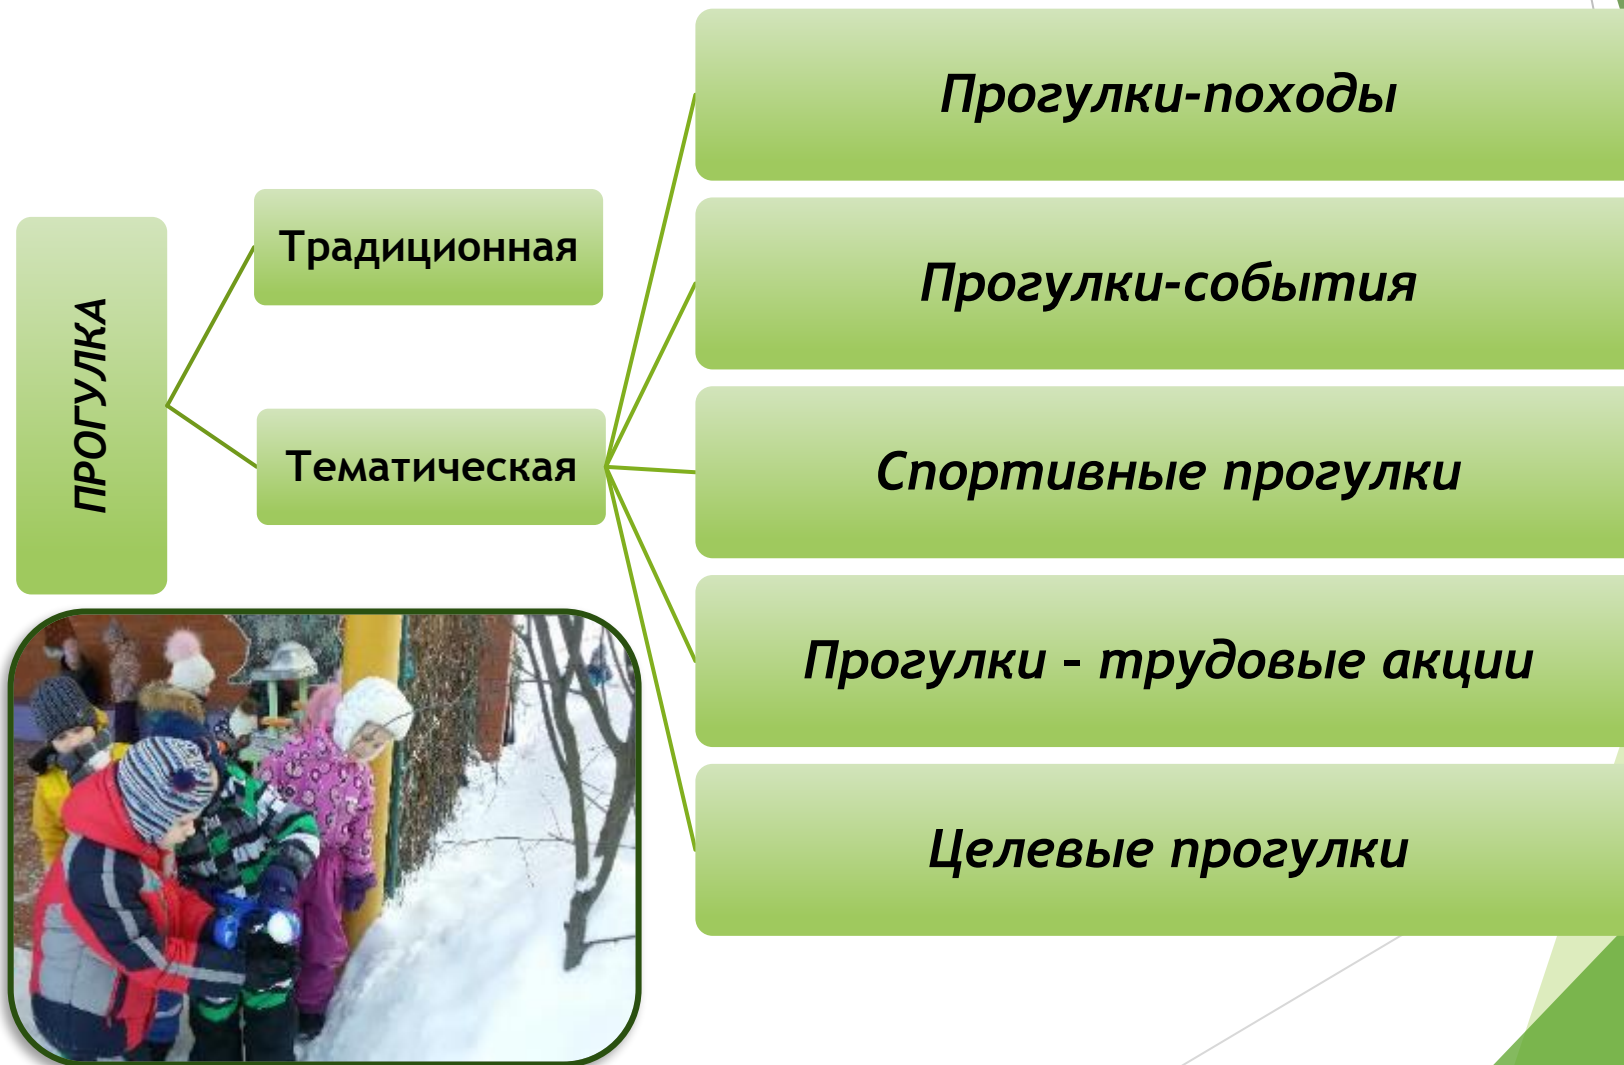 ПРОГУЛКА
Традиционная
Тематическая
Прогулки-походы
Прогулки-события
Спортивные прогулки
Прогулки - трудовые акции
Целевые прогулки